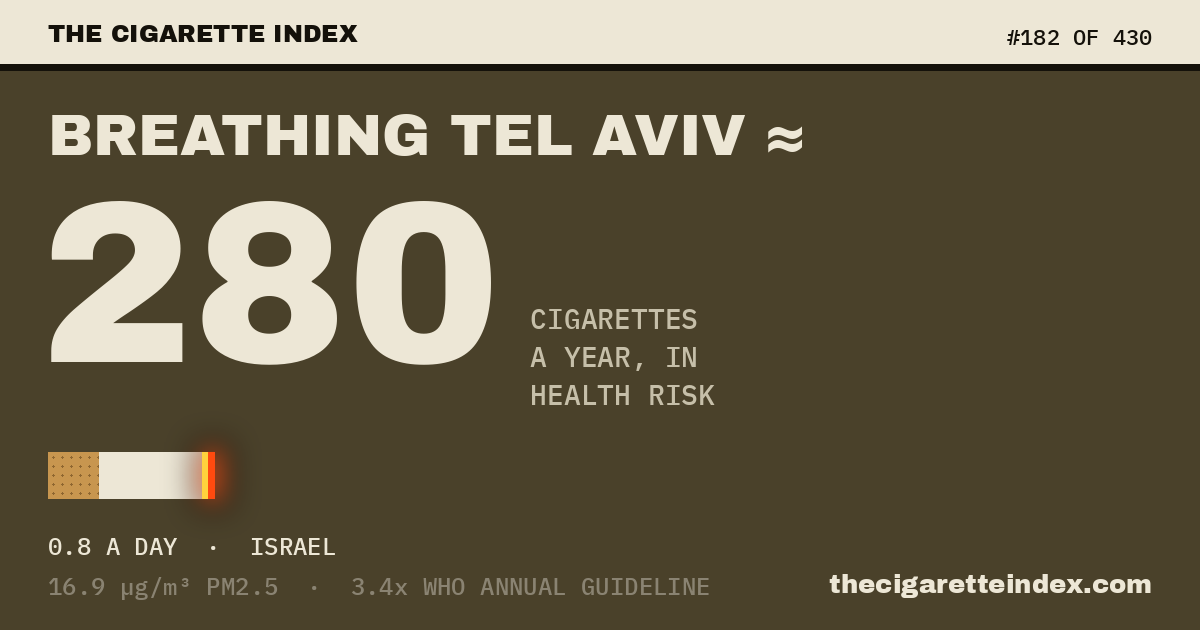 THE CIGARETTE INDEX
#182 OF 430
BREATHING TEL AVIV ≈
280
CIGARETTES
A YEAR, IN
HEALTH RISK
0.8 A DAY · ISRAEL
16.9 µg/m³ PM2.5 · 3.4x WHO ANNUAL GUIDELINE
thecigaretteindex.com